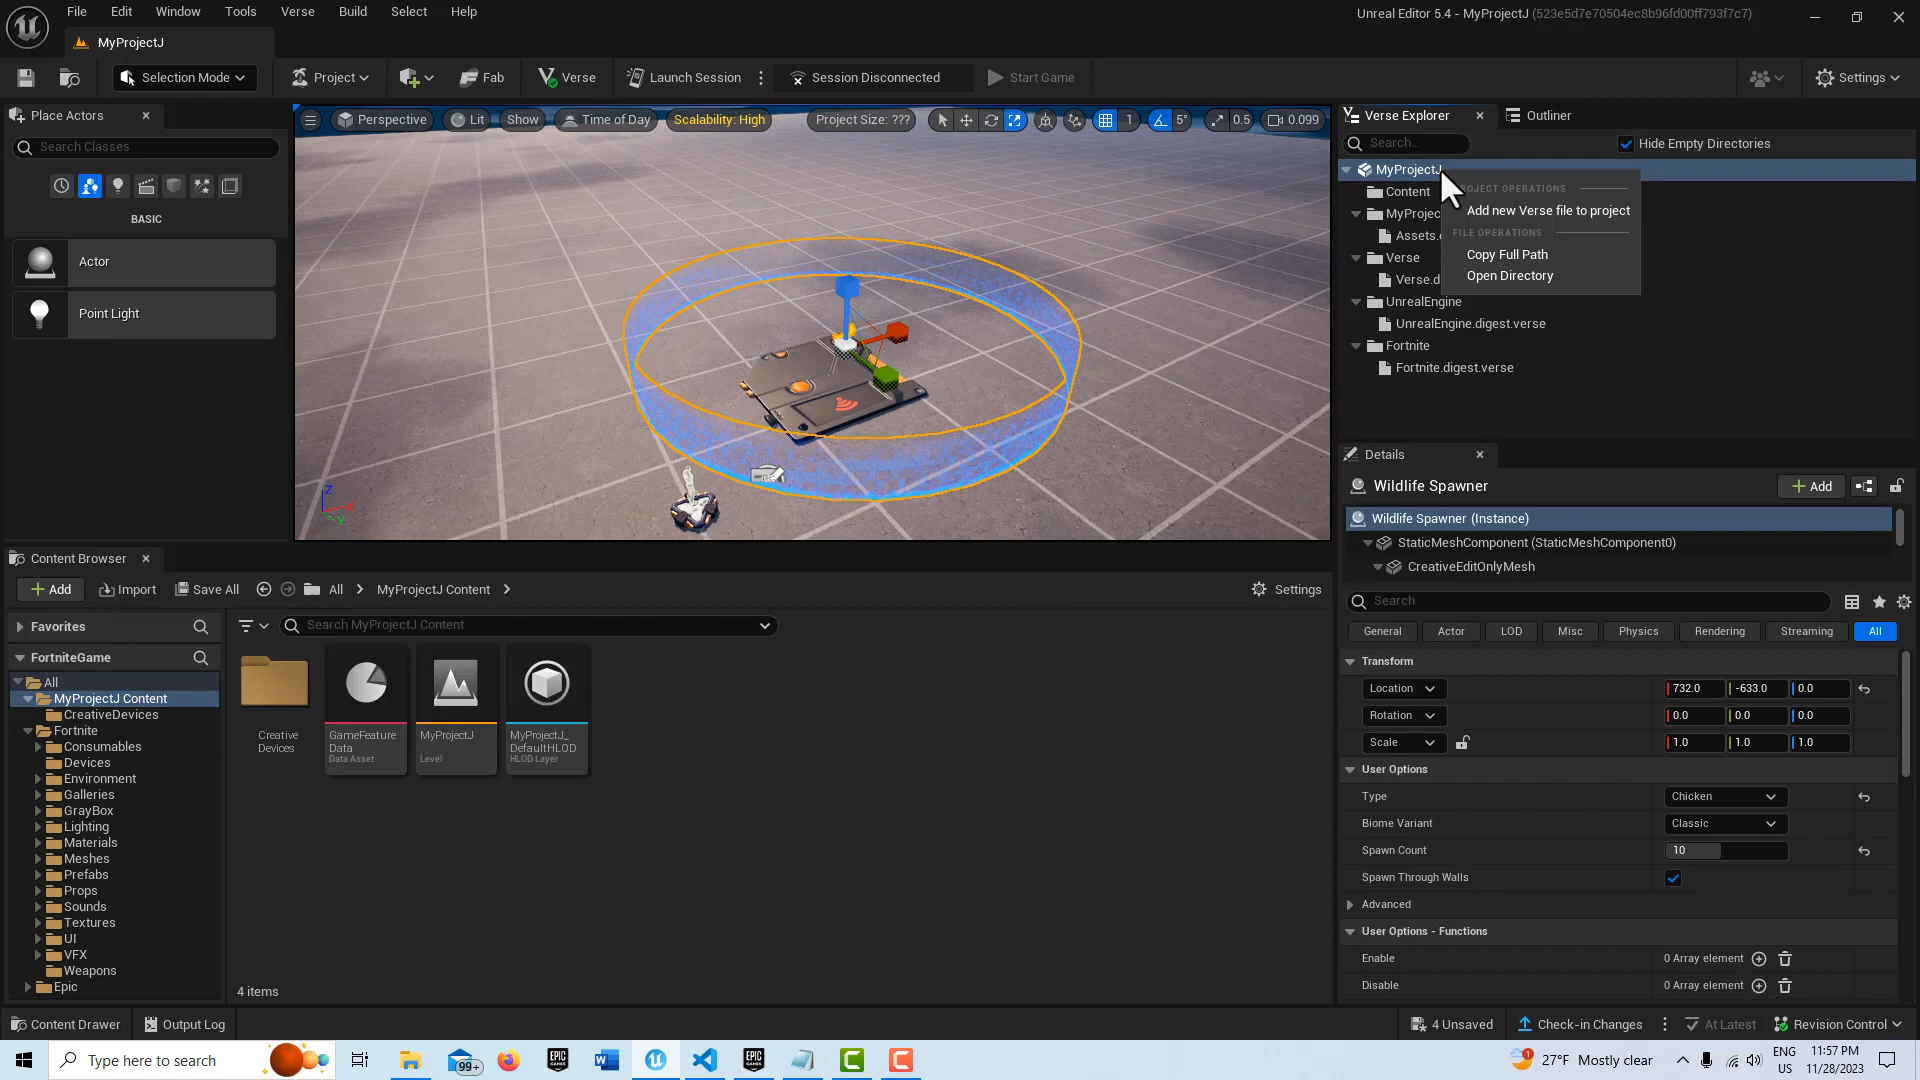 File Edit Window Tools Verse Build Select Help
Unreal Editor 5.4 - MyProjectJ (523e5d7e70504ec8b96fd00ff793f7c7)
MyProjectJ
Selection Mode
Project
Fab
Verse
Launch Session
Session Disconnected
Start Game
Settings
Place Actors
Search Classes
BASIC
Actor
Point Light
Perspective
Lit
Show
Time of Day
Scalability: High
Project Size: ???
1
5°
0.5
0.099
Z
X
Y
Verse Explorer
Outliner
Search...
Hide Empty Directories
MyProjectJ
Content
MyProjec
Assets.
Verse
Verse.d
UnrealEngine
UnrealEngine.digest.verse
Fortnite
Fortnite.digest.verse
ROJECT OPERATIONS
Add new Verse file to project
FILE OPERATIONS
Copy Full Path
Open Directory
Details
Wildlife Spawner
Add
Wildlife Spawner (Instance)
StaticMeshComponent (StaticMeshComponent0)
CreativeEditOnlyMesh
Search
General Actor LOD Misc Physics Rendering Streaming All
Transform
Location 732.0 -633.0 0.0
Rotation 0.0 0.0 0.0
Scale 1.0 1.0 1.0
User Options
Type Chicken
Biome Variant Classic
Spawn Count 10
Spawn Through Walls
Advanced
User Options - Functions
Enable 0 Array element
Disable 0 Array element
Content Browser
Add
Import
Save All
All
MyProjectJ Content
Settings
Favorites
FortniteGame
All
MyProjectJ Content
CreativeDevices
Fortnite
Consumables
Devices
Environment
Galleries
GrayBox
Lighting
Materials
Meshes
Prefabs
Props
Sounds
Textures
UI
VFX
Weapons
Epic
Search MyProjectJ Content
Creative
Devices
GameFeature
Data
Data Asset
MyProjectJ
Level
MyProjectJ_
DefaultHLOD
HLOD Layer
4 items
Content Drawer
Output Log
4 Unsaved
Check-in Changes
At Latest
Revision Control
Type here to search
99+
EPIC
GAMES
EPIC
GAMES
1
27°F Mostly clear
ENG
US
11:57 PM
11/28/2023